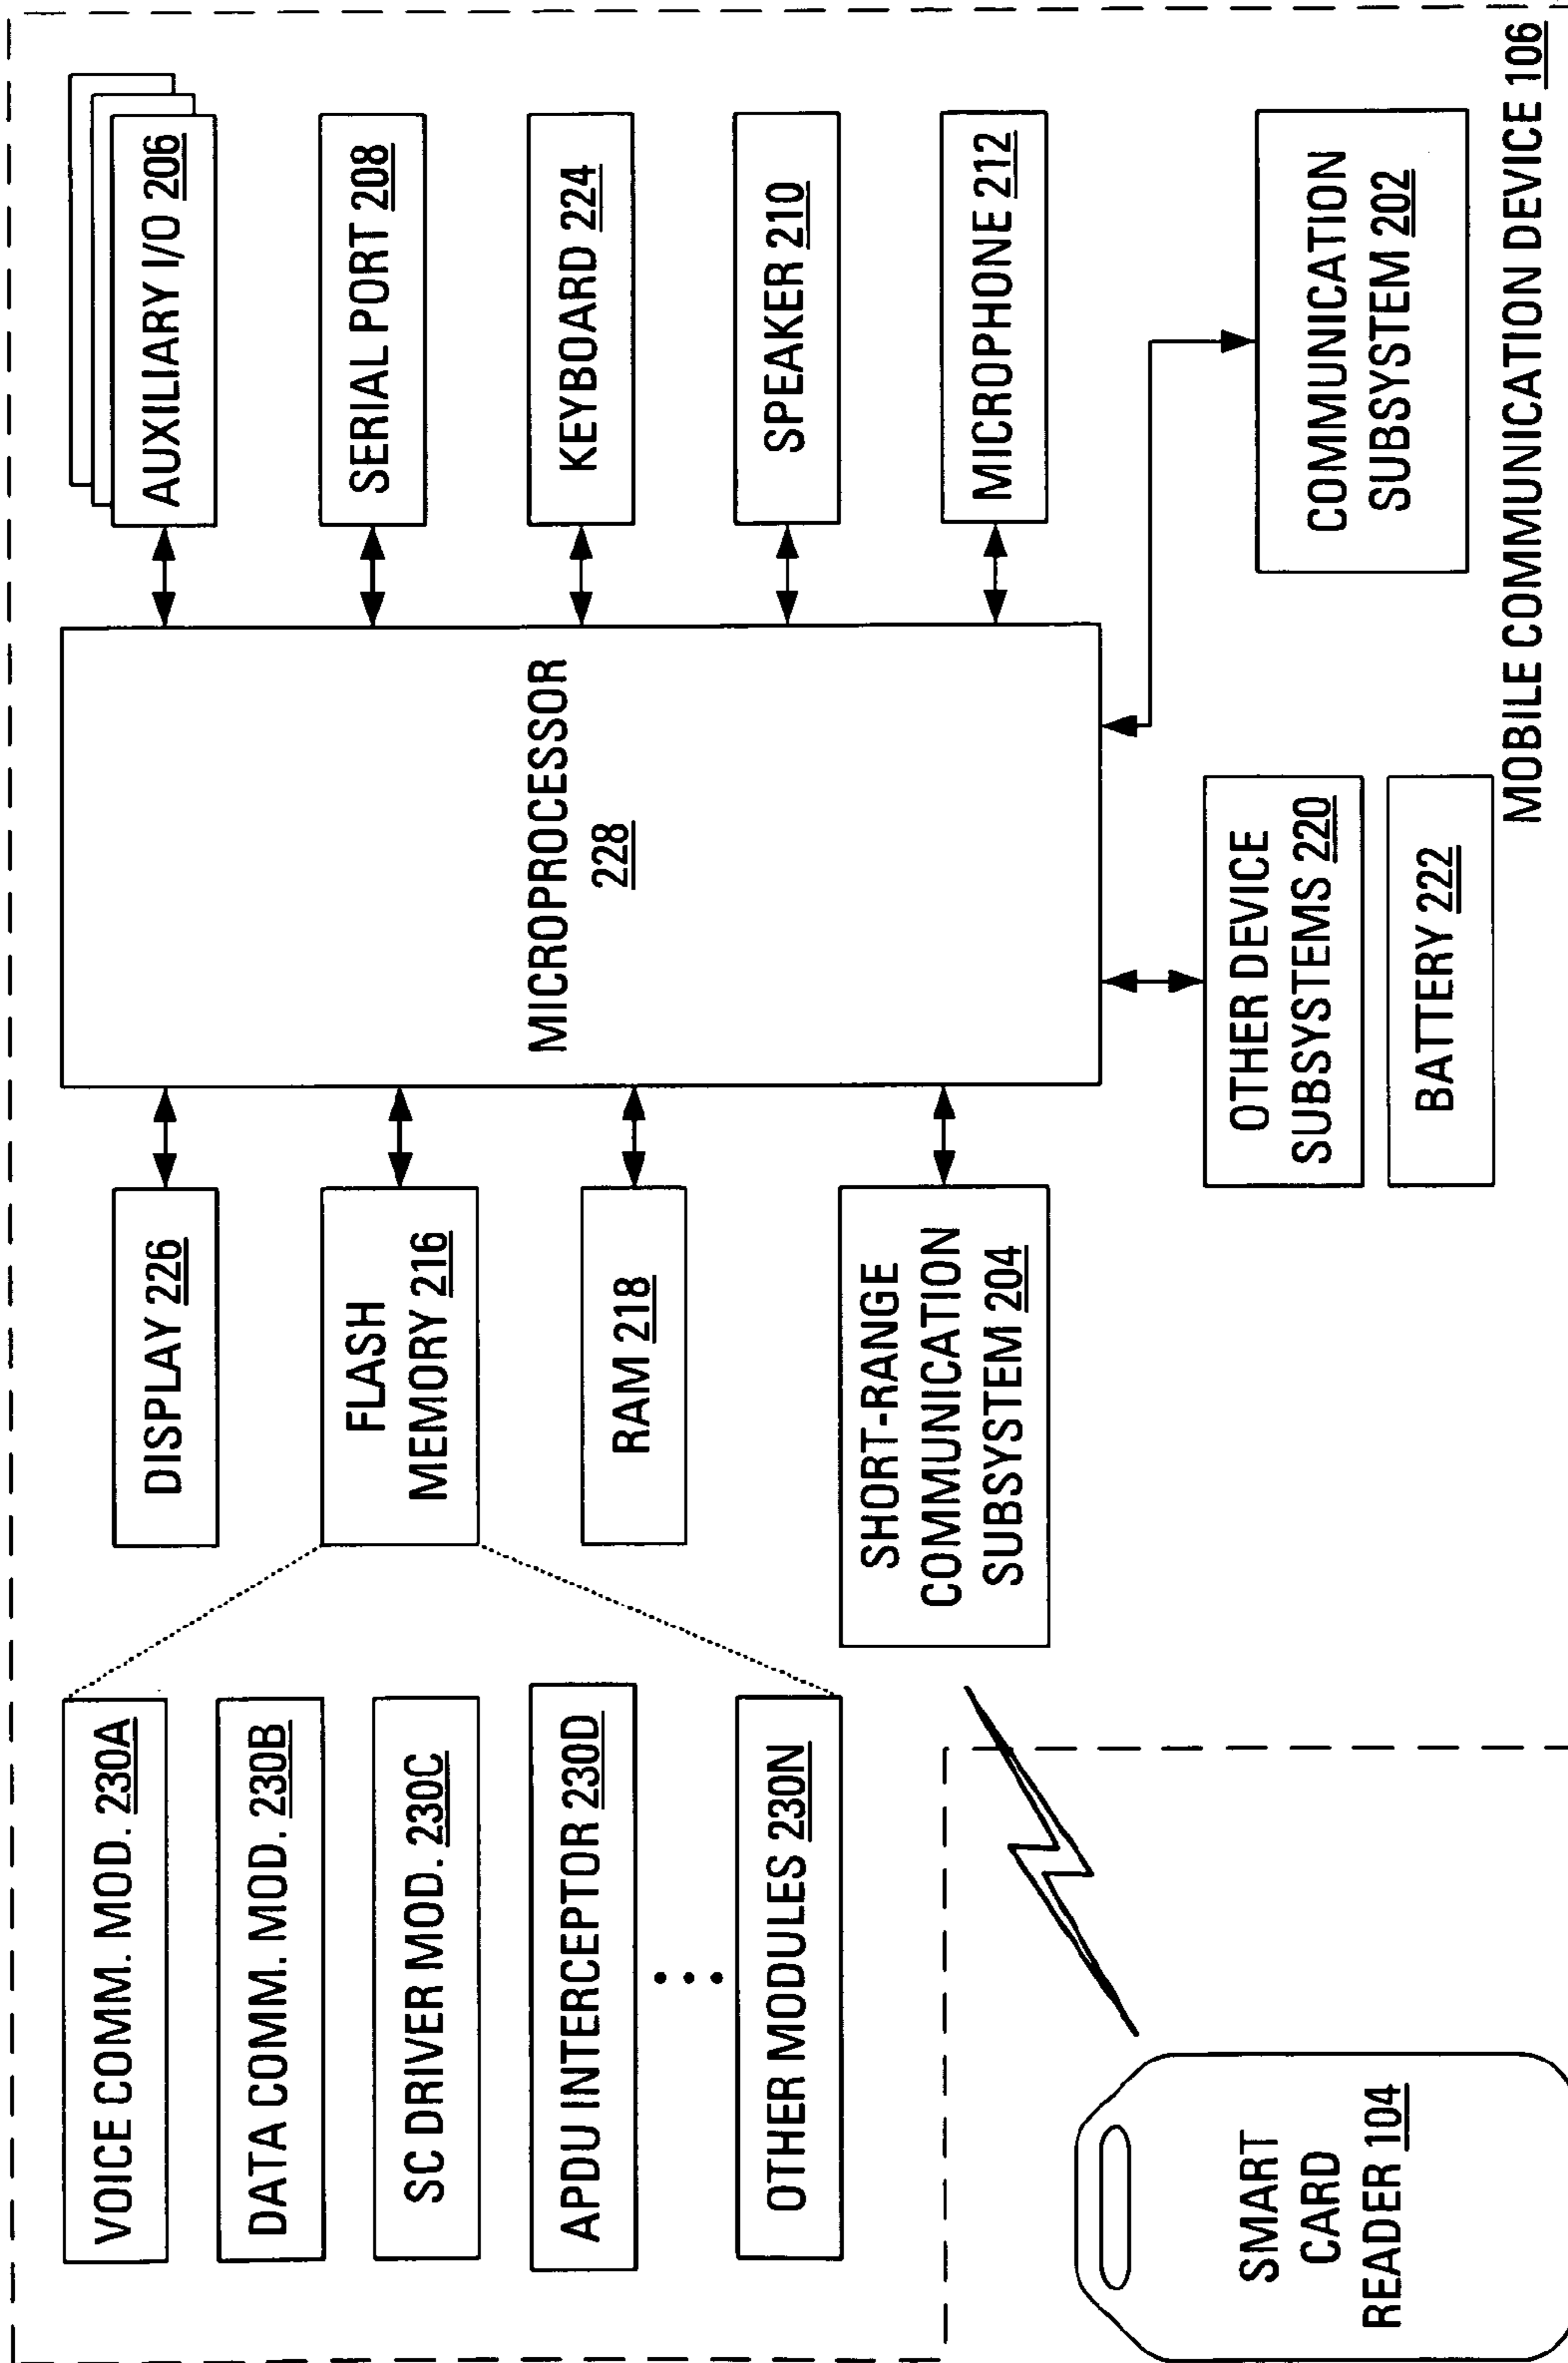 VOICE COMM. MOD. 230A
DATA COMM. MOD. 230B
SC DRIVER MOD. 230C
APDU INTERCEPTOR 230D
OTHER MODULES 230N
DISPLAY 226
FLASH
MEMORY 216
RAM 218
SHORT-RANGE
COMMUNICATION
SUBSYSTEM 204
MICROPROCESSOR
228
AUXILIARY I/O 206
SERIAL PORT 208
KEYBOARD 224
SPEAKER 210
MICROPHONE 212
COMMUNICATION
SUBSYSTEM 202
OTHER DEVICE
SUBSYSTEMS 220
BATTERY 222
SMART
CARD
READER 104
MOBILE COMMUNICATION DEVICE 106